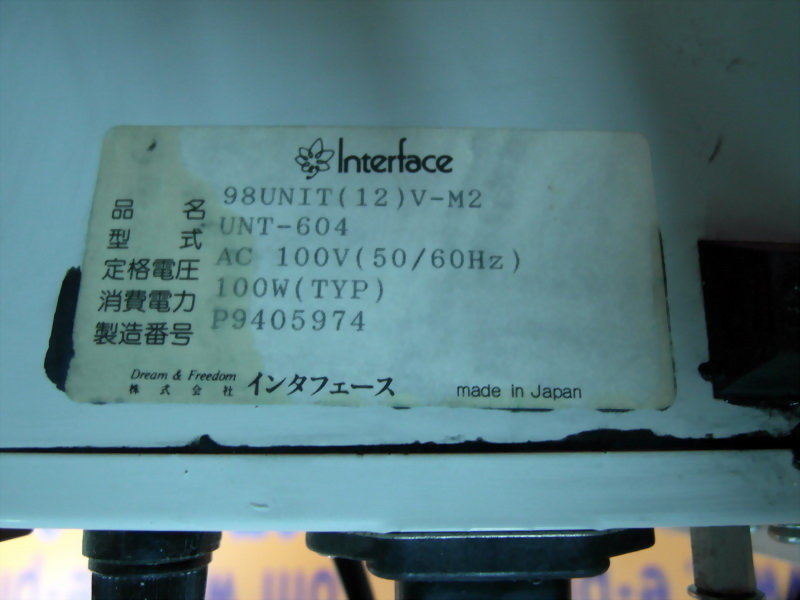 Interface
品名 98UNIT(12)V-M2
型式 UNT-604
定格電圧 AC 100V(50/60Hz)
消費電力 100W(TYP)
製造番号 P9405974
Dream & Freedom
株式会社 インタフェース made in Japan